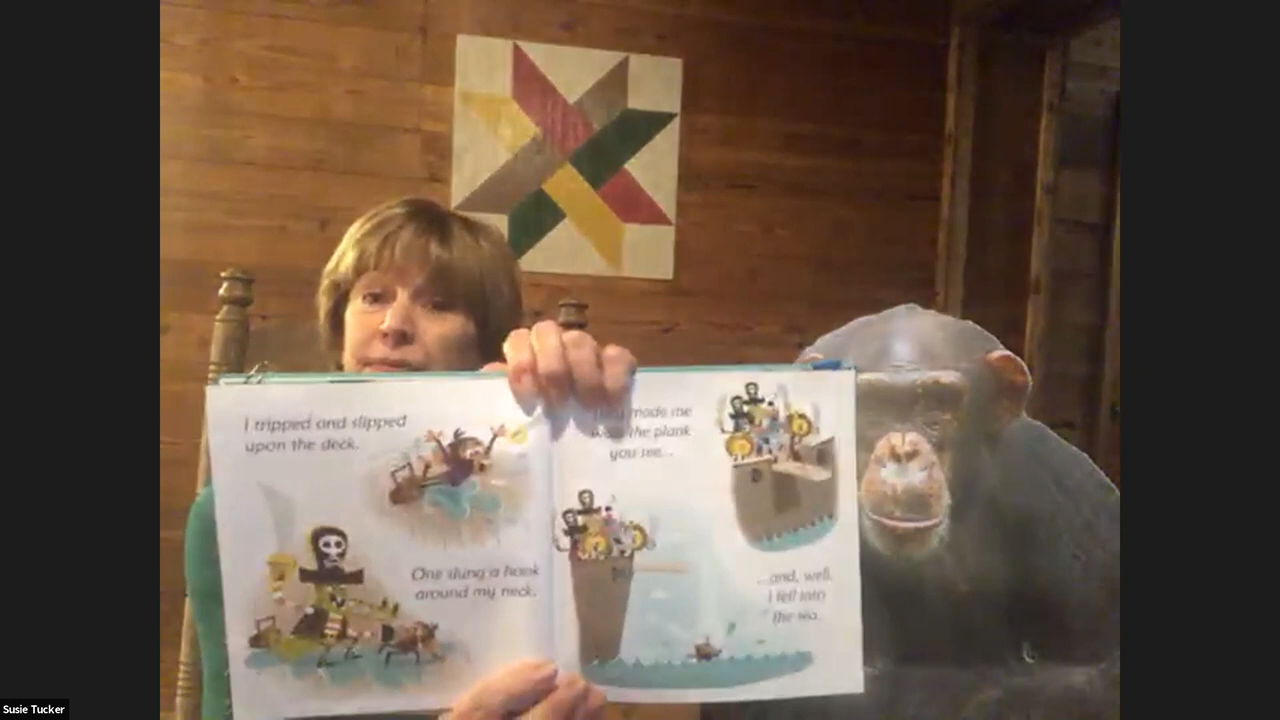 I tripped and slipped
upon the deck.
One slung a hook
around my neck.
made me
the plank
you see...
...and, well,
I fell into
the sea.
Susie Tucker